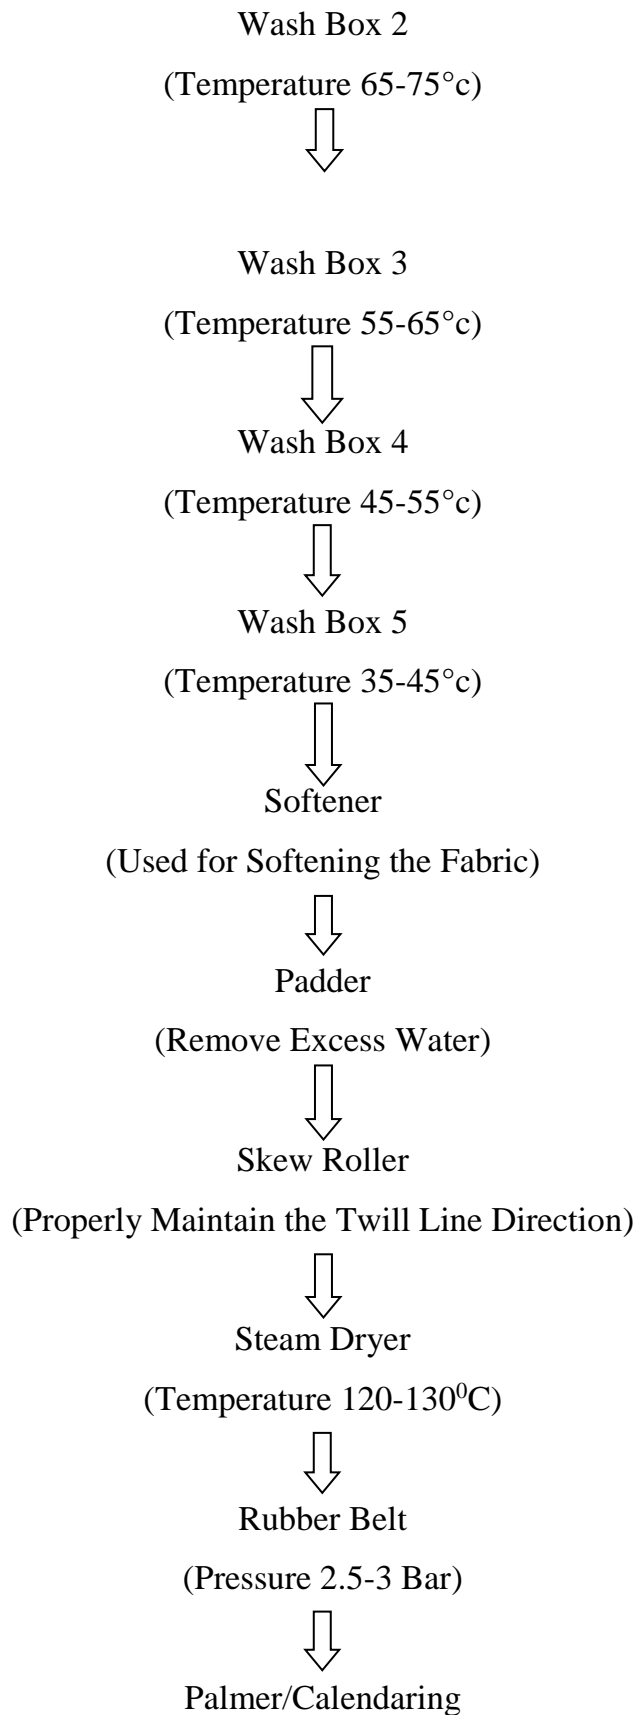 Wash Box 2
(Temperature 65-75°c)
Wash Box 3
(Temperature 55-65°c)
Wash Box 4
(Temperature 45-55°c)
Wash Box 5
(Temperature 35-45°c)
Softener
(Used for Softening the Fabric)
Padder
(Remove Excess Water)
Skew Roller
(Properly Maintain the Twill Line Direction)
Steam Dryer
(Temperature 120-130⁰C)
Rubber Belt
(Pressure 2.5-3 Bar)
Palmer/Calendaring